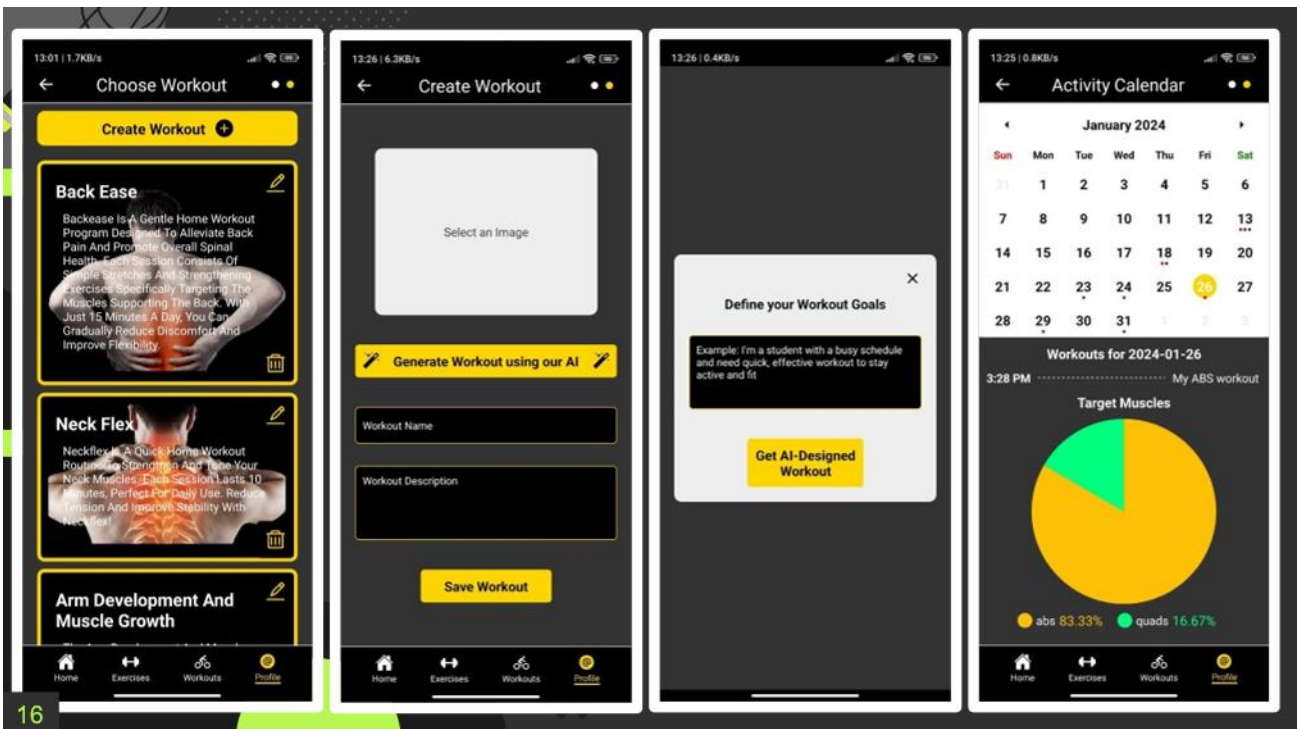 13:01 | 1.7KB/s
96
Choose Workout
Create Workout
Back Ease
Backease Is A Gentle Home Workout
Program Designed To Alleviate Back
Pain And Promote Overall Spinal
Health. Each Session Consists Of
Simple Stretches And Strengthening
Exercises Specifically Targeting The
Muscles Supporting The Back. With
Just 15 Minutes A Day, You Can
Gradually Reduce Discomfort And
Improve Flexibility.
Neck Flex
Neckflex Is A Quick Home Workout
Routine To Strengthen And Tone Your
Neck Muscles. Each Session Lasts 10
Minutes, Perfect For Daily Use. Reduce
Tension And Improve Stability With
Neckflex!
Arm Development And
Muscle Growth
Home Exercises Workouts Profile
13:26 | 6.3KB/s
Create Workout
Select an Image
Generate Workout using our AI
Workout Name
Workout Description
Save Workout
Home Exercises Workouts Profile
13:26 | 0.4KB/s
Define your Workout Goals
Example: I'm a student with a busy schedule
and need quick, effective workout to stay
active and fit
Get AI-Designed
Workout
13:25 | 0.8KB/s
Activity Calendar
January 2024
Sun Mon Tue Wed Thu Fri Sat
31 1 2 3 4 5 6
7 8 9 10 11 12 13
14 15 16 17 18 19 20
21 22 23 24 25 26 27
28 29 30 31 1 2 3
Workouts for 2024-01-26
3:28 PM My ABS workout
Target Muscles
abs 83.33% quads 16.67%
Home Exercises Workouts Profile
16